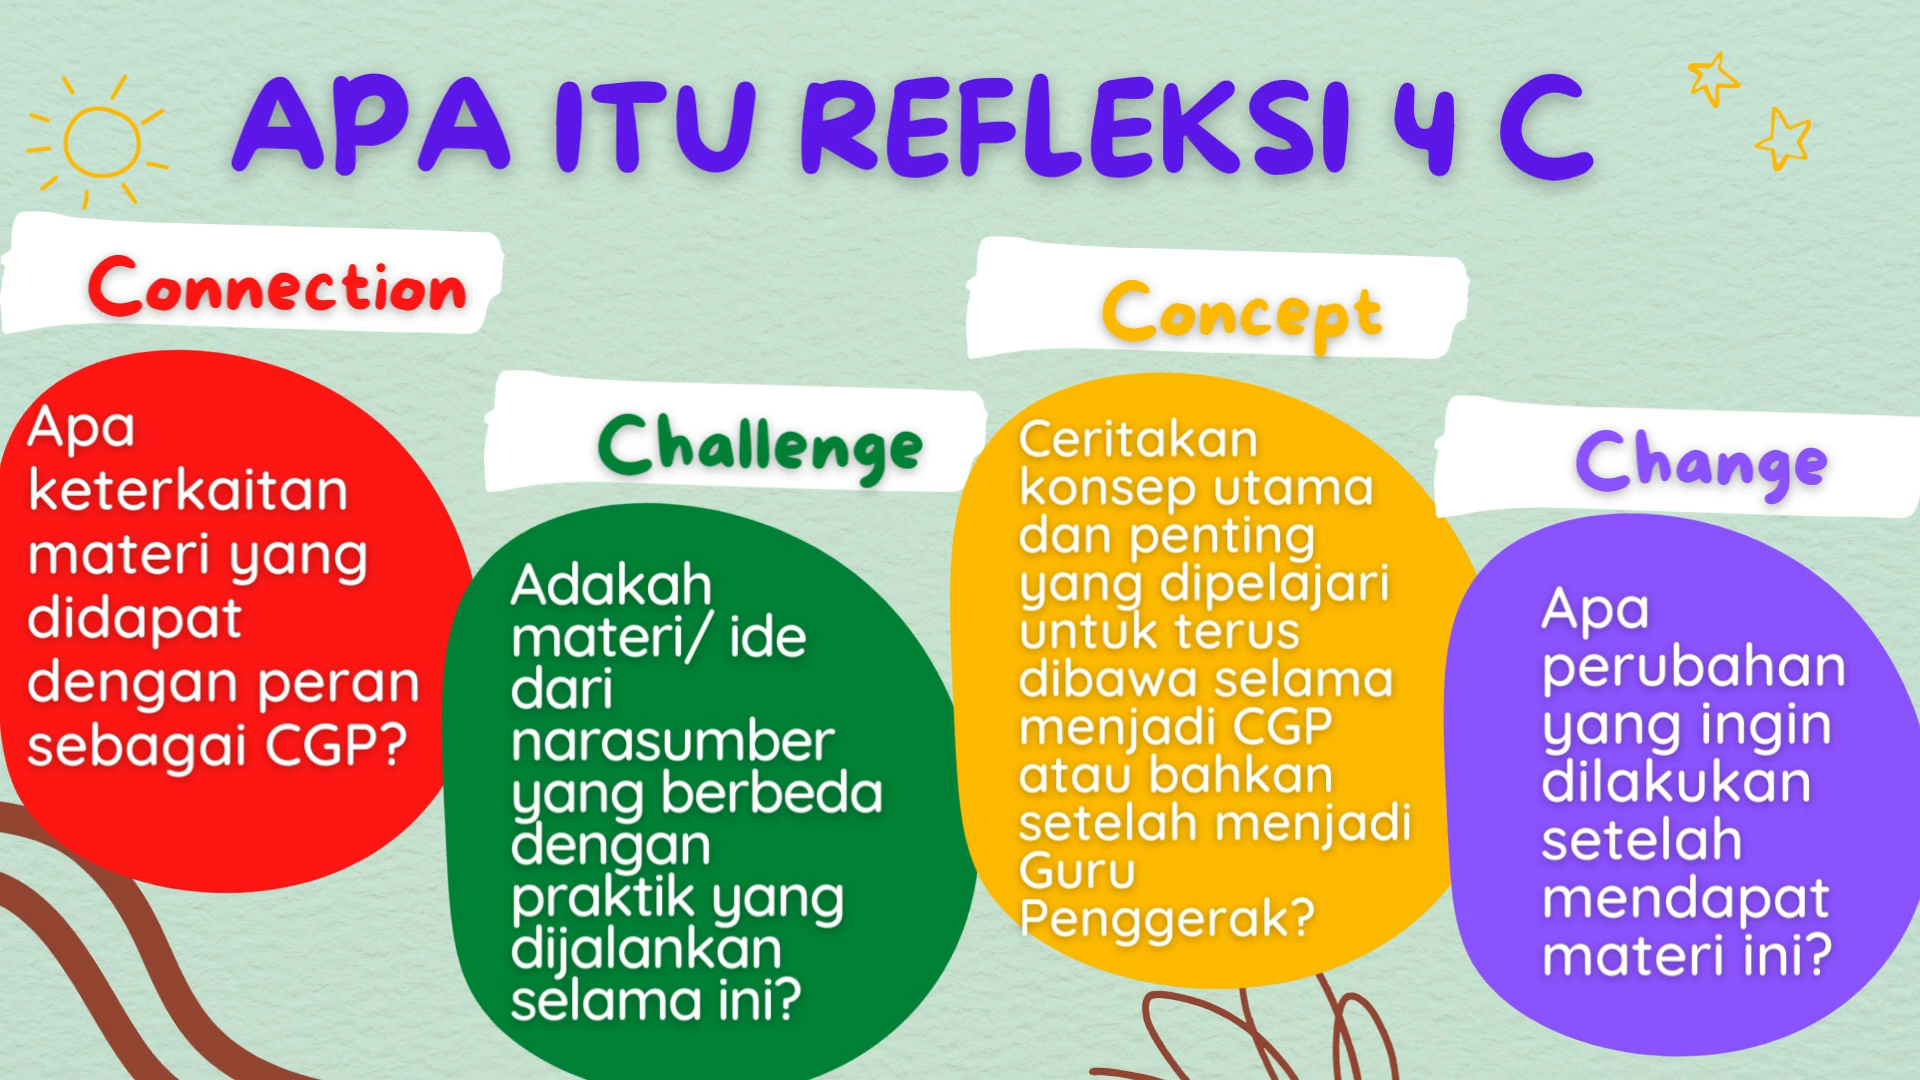 APA ITU REFLEKSI 4 C
Connection
Apa
keterkaitan
materi yang
didapat
dengan peran
sebagai CGP?
Challenge
Adakah
materi/ ide
dari
narasumber
yang berbeda
dengan
praktik yang
dijalankan
selama ini?
Concept
Ceritakan
konsep utama
dan penting
yang dipelajari
untuk terus
dibawa selama
menjadi CGP
atau bahkan
setelah menjadi
Guru
Penggerak?
Change
Apa
perubahan
yang ingin
dilakukan
setelah
mendapat
materi ini?